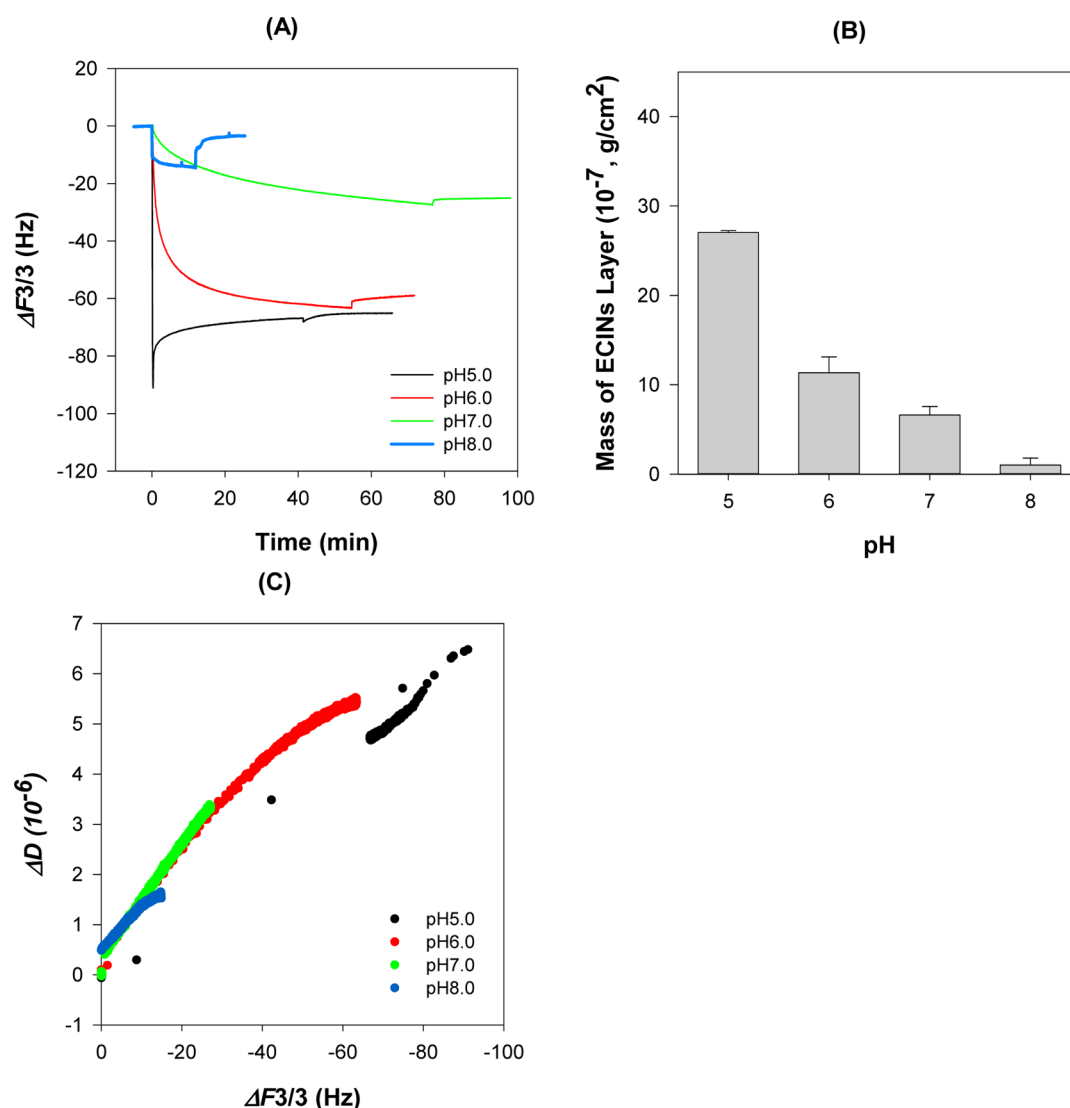 (A)
20
0
-20
-40
-60
-80
-100
-120
ΔF3/3 (Hz)
pH5.0
pH6.0
pH7.0
pH8.0
0 20 40 60 80 100
Time (min)
(B)
40
30
20
10
0
Mass of ECINs Layer (10-7, g/cm2)
5 6 7 8
pH
(C)
7
6
5
4
3
2
1
0
-1
ΔD (10-6)
pH5.0
pH6.0
pH7.0
pH8.0
0 -20 -40 -60 -80 -100
ΔF3/3 (Hz)